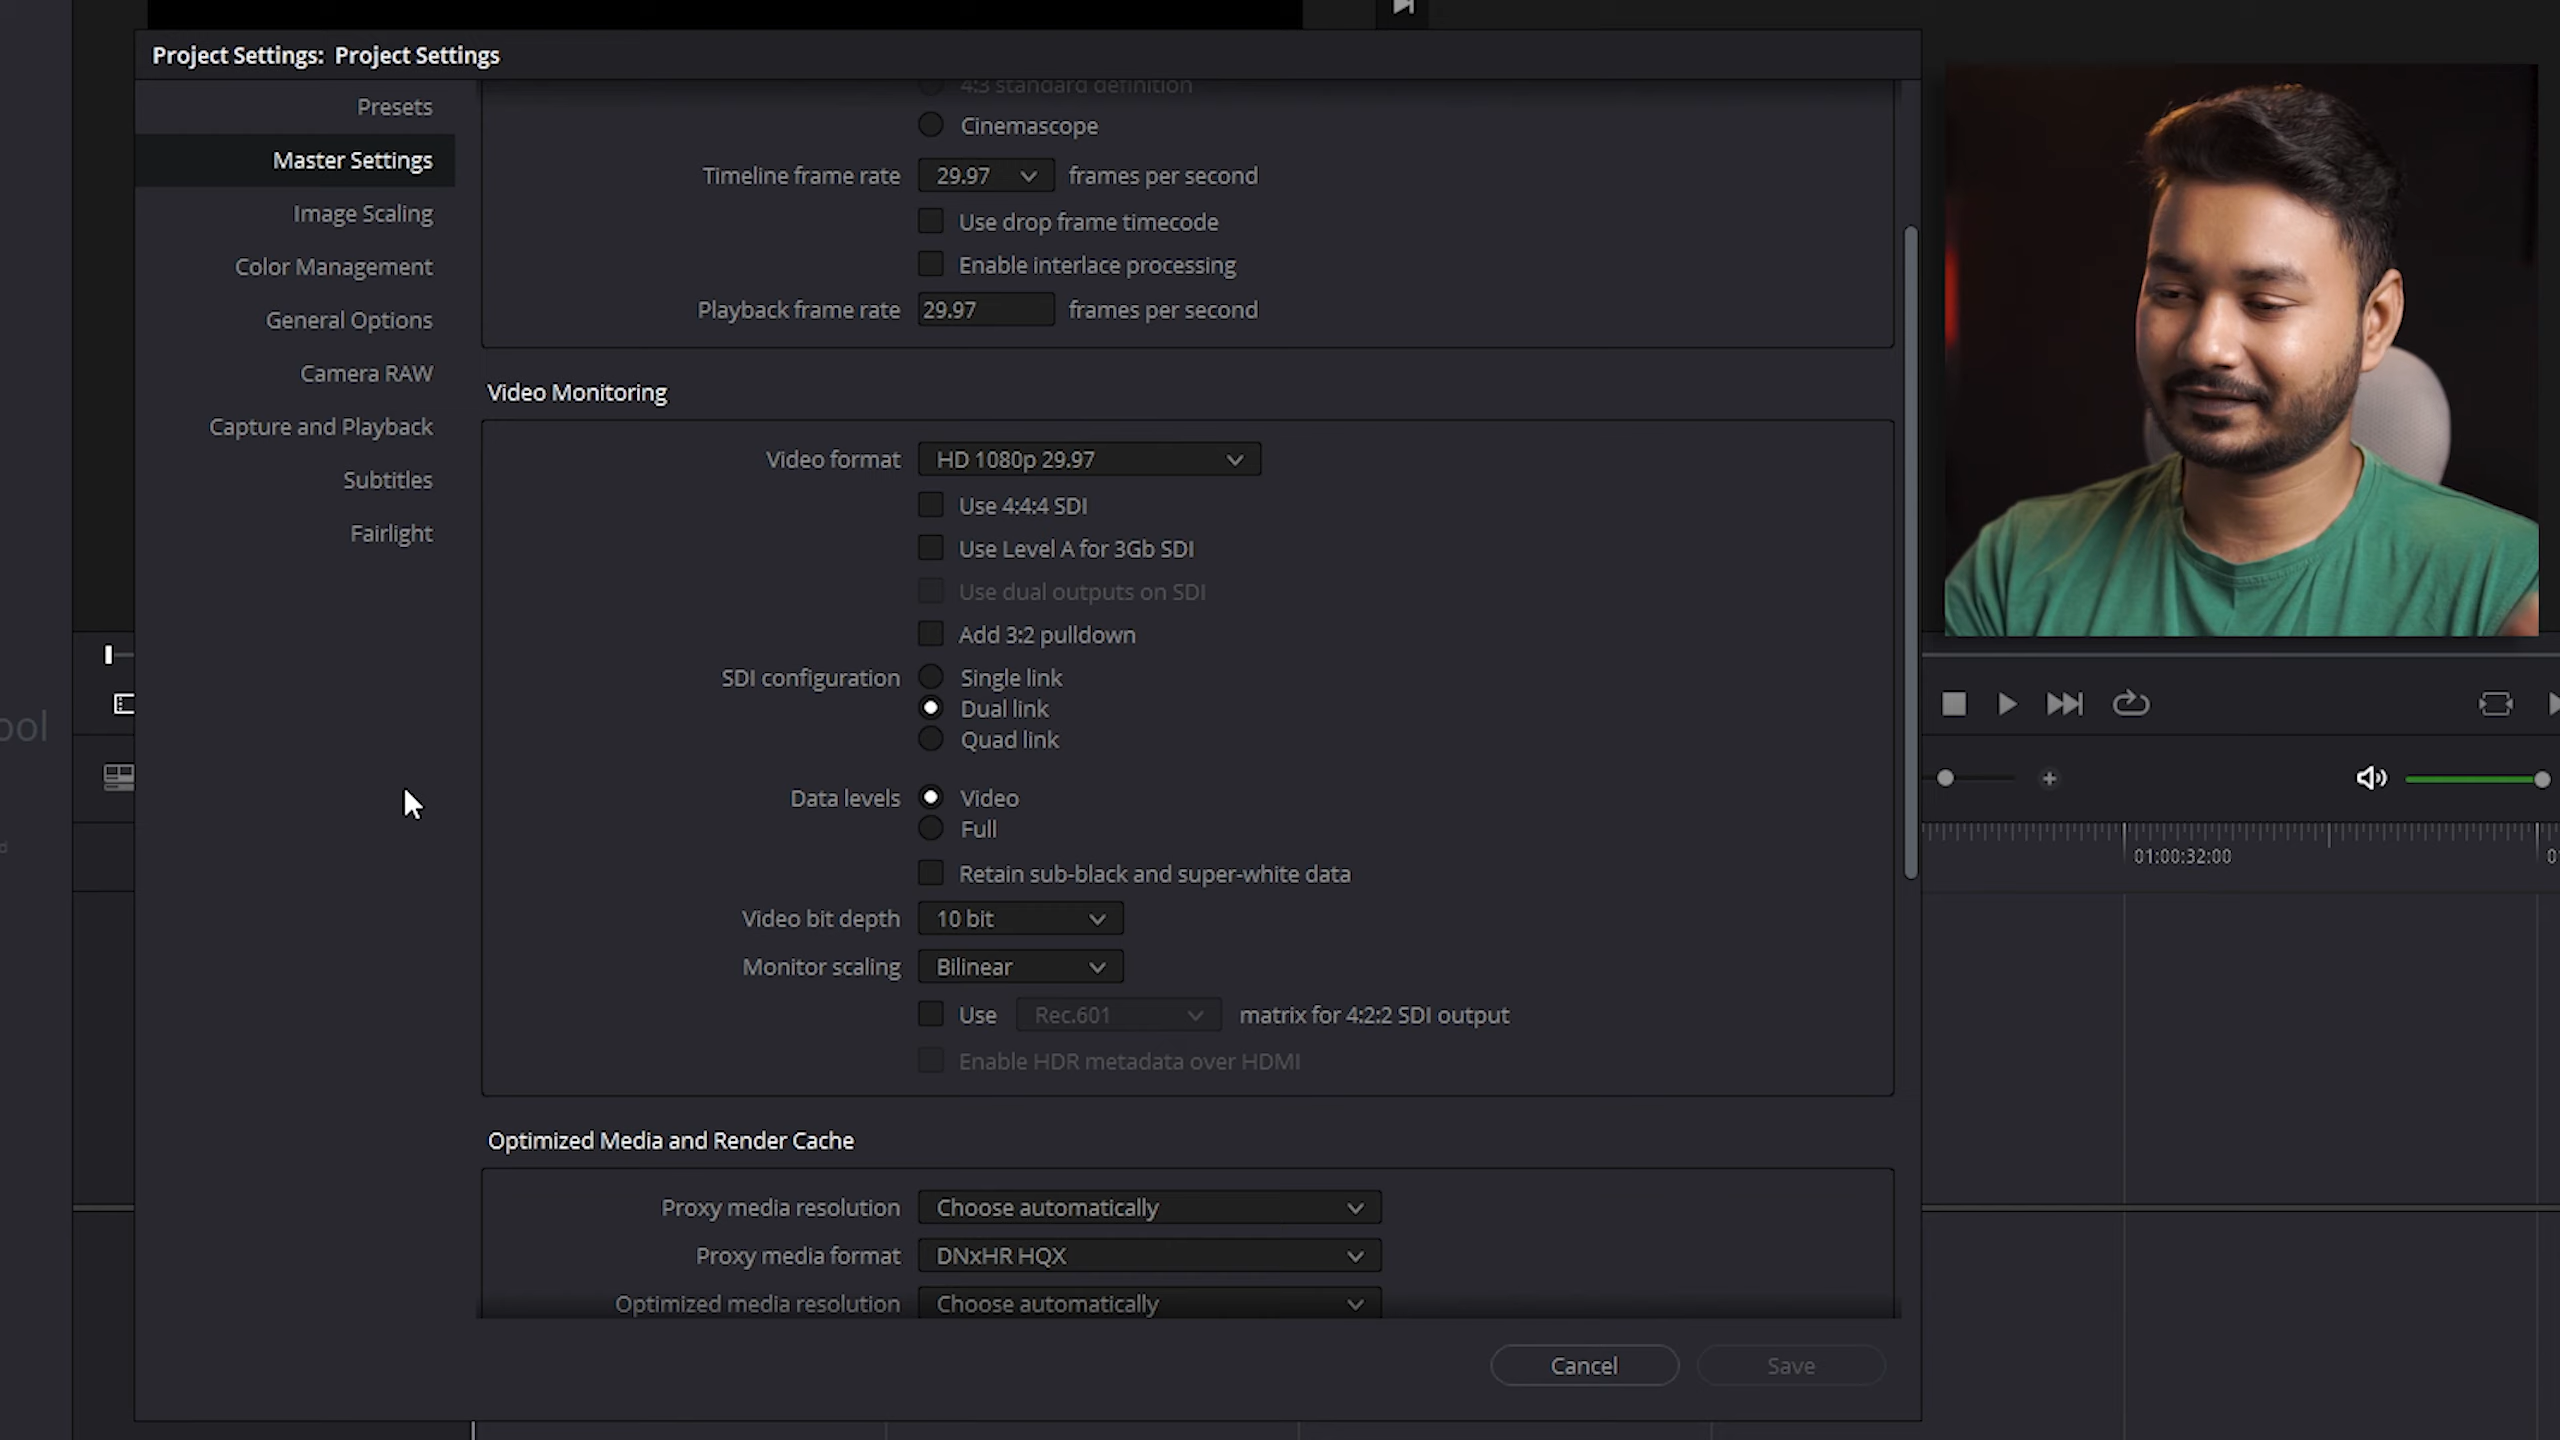 Project Settings: Project Settings
Presets
Master Settings
Image Scaling
Color Management
General Options
Camera RAW
Capture and Playback
Subtitles
Fairlight
4:3 standard definition
Cinemascope
Timeline frame rate 29.97 frames per second
Use drop frame timecode
Enable interlace processing
Playback frame rate 29.97 frames per second
Video Monitoring
Video format HD 1080p 29.97
Use 4:4:4 SDI
Use Level A for 3Gb SDI
Use dual outputs on SDI
Add 3:2 pulldown
SDI configuration Single link
Dual link
Quad link
Data levels Video
Full
Retain sub-black and super-white data
Video bit depth 10 bit
Monitor scaling Bilinear
Use Rec.601 matrix for 4:2:2 SDI output
Enable HDR metadata over HDMI
Optimized Media and Render Cache
Proxy media resolution Choose automatically
Proxy media format DNxHR HQX
Optimized media resolution Choose automatically
Cancel Save
ool
01:00:32:00